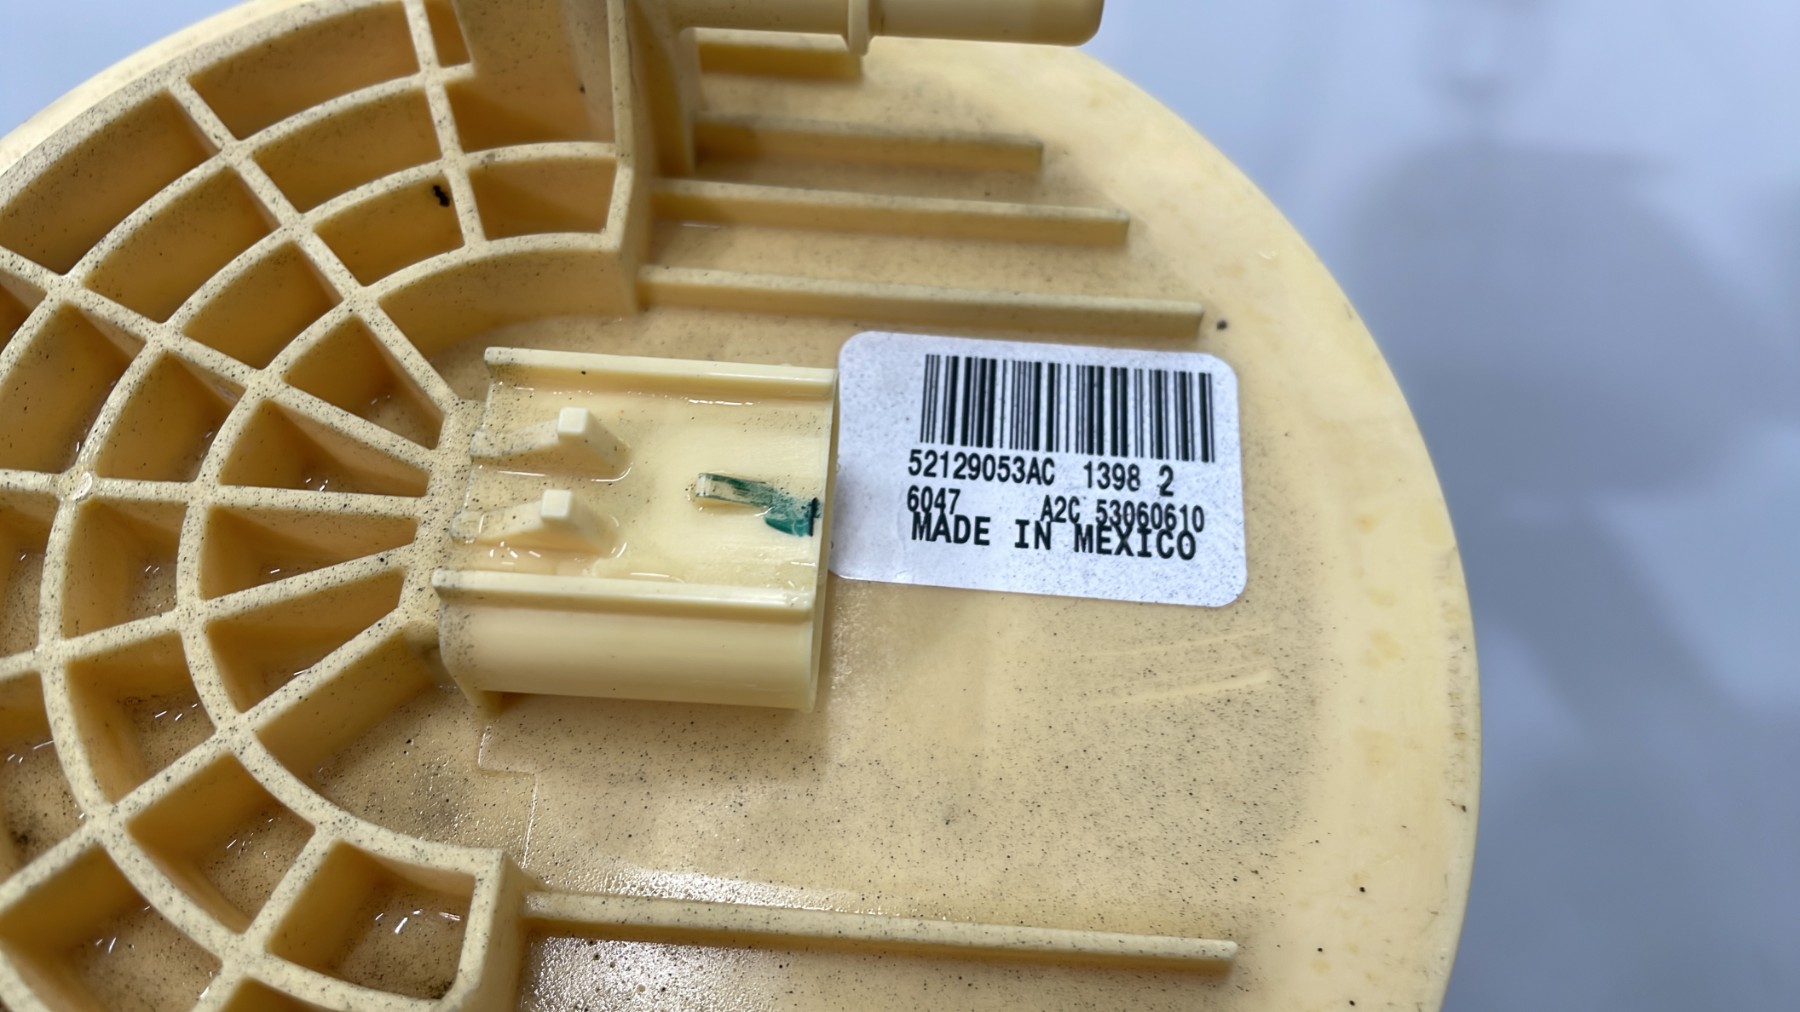 52129053AC 1398 2
6047 A2C 53060610
MADE IN MEXICO